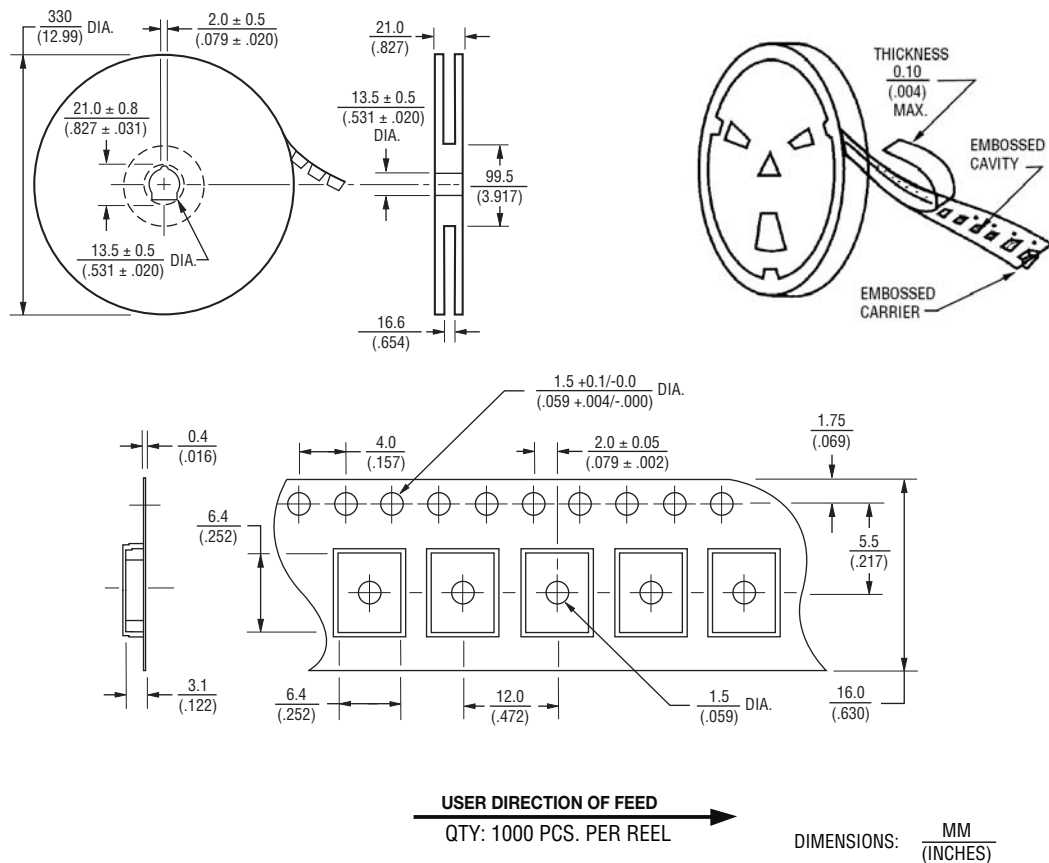 330
(12.99) DIA.
2.0 ± 0.5
(.079 ± .020)
21.0
(.827)
21.0 ± 0.8
(.827 ± .031)
13.5 ± 0.5
(.531 ± .020)
DIA.
99.5
(3.917)
13.5 ± 0.5
(.531 ± .020) DIA.
16.6
(.654)
THICKNESS
0.10
(.004)
MAX.
EMBOSSED
CAVITY
EMBOSSED
CARRIER
1.5 +0.1/-0.0
(.059 +.004/-.000) DIA.
0.4
(.016)
4.0
(.157)
2.0 ± 0.05
(.079 ± .002)
1.75
(.069)
6.4
(.252)
5.5
(.217)
3.1
(.122)
6.4
(.252)
12.0
(.472)
1.5
(.059) DIA.
16.0
(.630)
USER DIRECTION OF FEED
QTY: 1000 PCS. PER REEL
DIMENSIONS: MM
(INCHES)